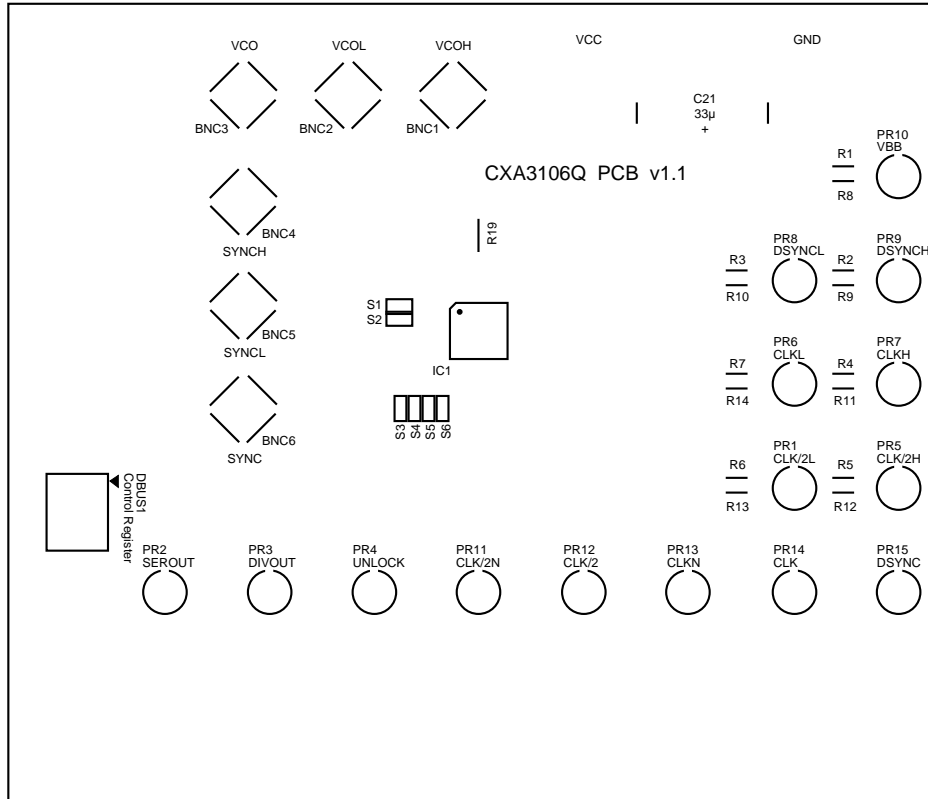 VCO
VCOL
VCOH
VCC
GND
BNC3
BNC2
BNC1
C21
33µ
+
CXA3106Q PCB v1.1
R1
R8
PR10
VBB
BNC4
SYNCH
R19
R3
R10
PR8
DSYNCL
R2
R9
PR9
DSYNCH
S1
S2
BNC5
SYNCL
IC1
R7
R14
PR6
CLKL
R4
R11
PR7
CLKH
S3
S4
S5
S6
BNC6
SYNC
R6
R13
PR1
CLK/2L
R5
R12
PR5
CLK/2H
DBUS1
Control Register
PR2
SEROUT
PR3
DIVOUT
PR4
UNLOCK
PR11
CLK/2N
PR12
CLK/2
PR13
CLKN
PR14
CLK
PR15
DSYNC